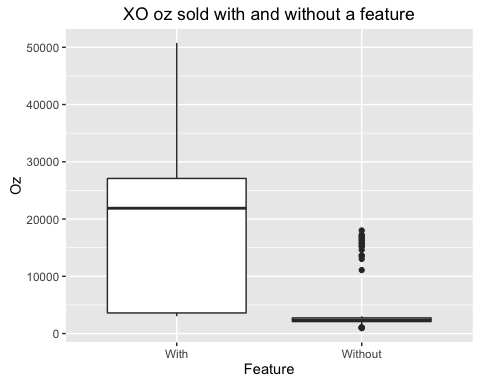 XO oz sold with and without a feature
50000
40000
30000
20000
10000
0
Oz
With Without
Feature